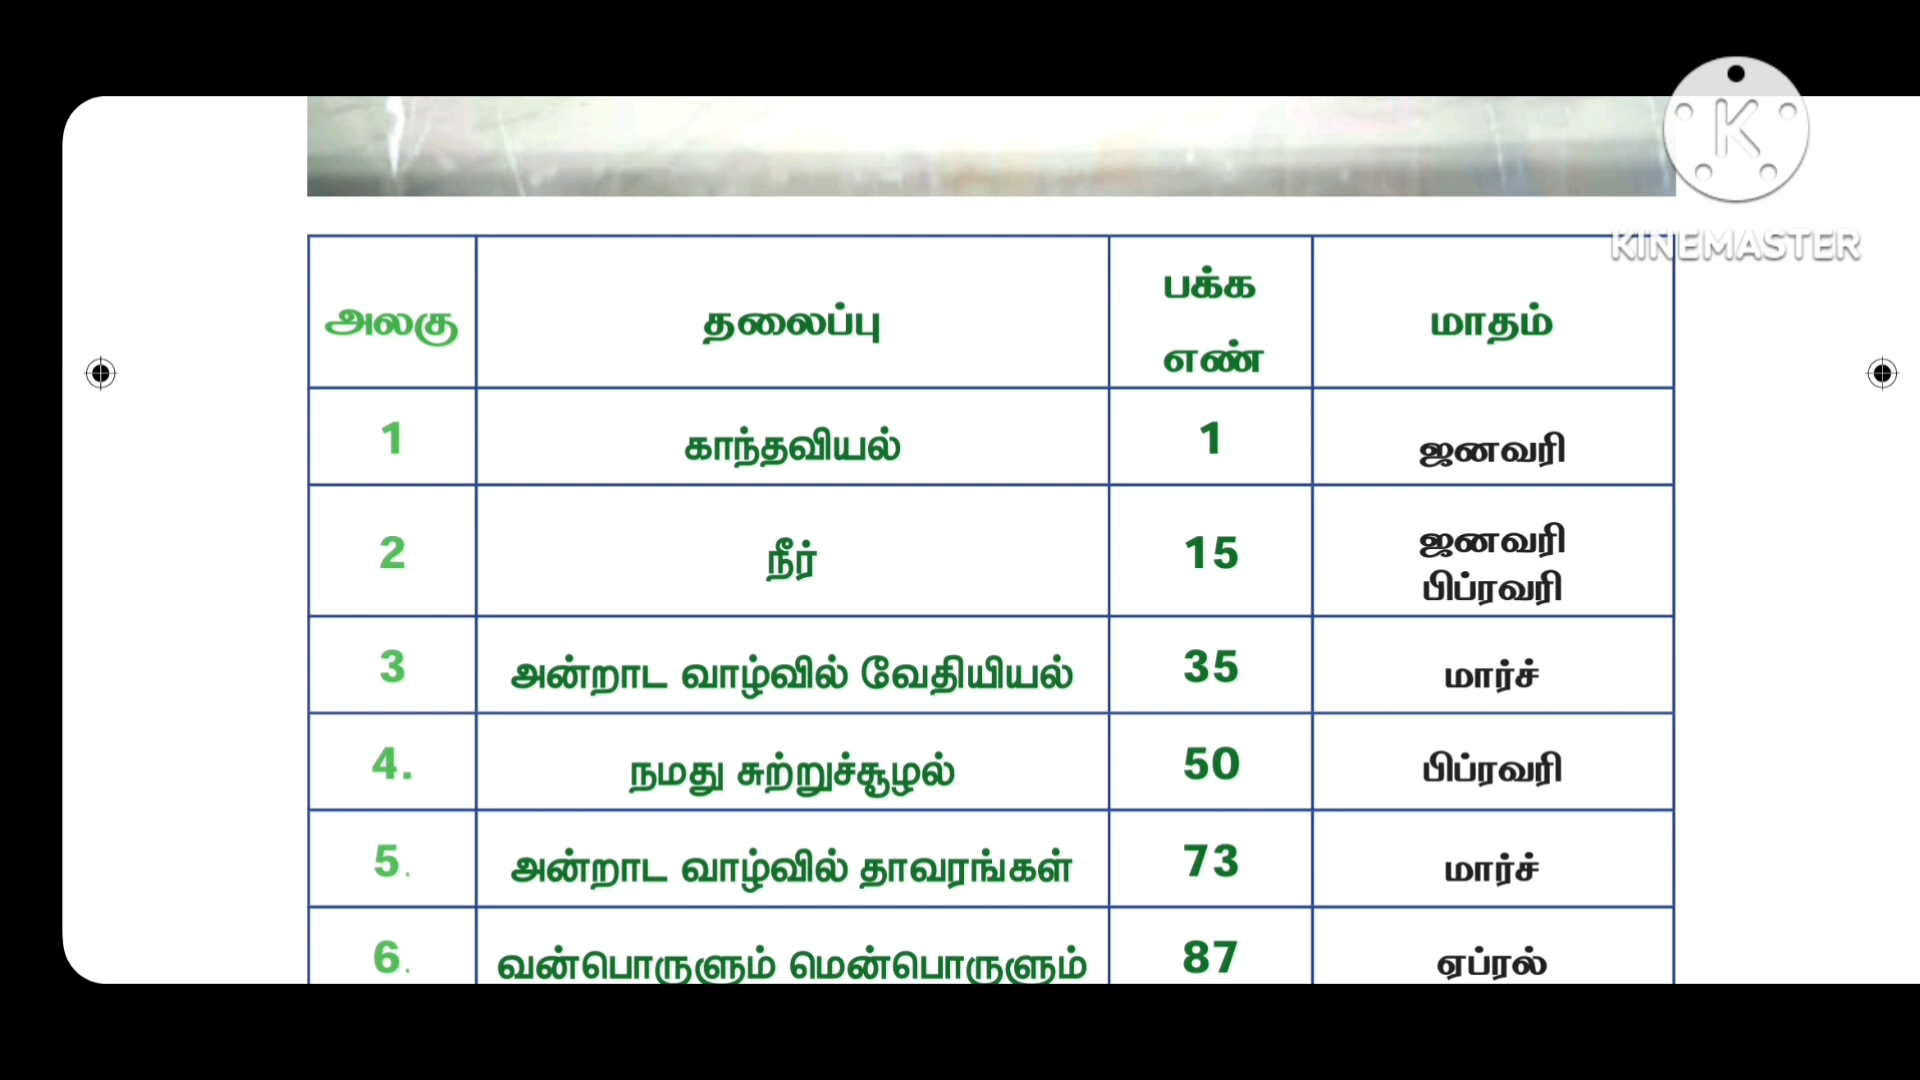 K
KINEMASTER
அலகு தலைப்பு பக்க எண் மாதம்
1 காந்தவியல் 1 ஜனவரி
2 நீர் 15 ஜனவரி பிப்ரவரி
3 அன்றாட வாழ்வில் வேதியியல் 35 மார்ச்
4. நமது சுற்றுச்சூழல் 50 பிப்ரவரி
5. அன்றாட வாழ்வில் தாவரங்கள் 73 மார்ச்
6. வன்பொருளும் மென்பொருளும் 87 ஏப்ரல்